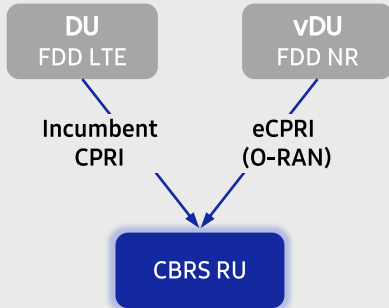 DU
FDD LTE
vDU
FDD NR
Incumbent
CPRI
eCPRI
(O-RAN)
CBRS RU